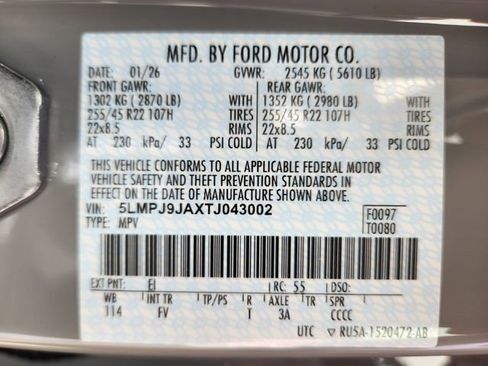 MFD. BY FORD MOTOR CO.
DATE: 01/26 GVWR: 2545 KG ( 5610 LB)
FRONT GAWR: REAR GAWR:
1302 KG ( 2870 LB) WITH 1352 KG ( 2980 LB) WITH
255/45 R22 107H TIRES 255/45 R22 107H TIRES
22x8.5 RIMS 22x8.5 RIMS
AT 230 kPa/ 33 PSI COLD AT 230 kPa/ 33 PSI COLD
THIS VEHICLE CONFORMS TO ALL APPLICABLE FEDERAL MOTOR
VEHICLE SAFETY AND THEFT PREVENTION STANDARDS IN
EFFECT ON THE DATE OF MANUFACTURE SHOWN ABOVE.
VIN: 5LMPJ9JAXTJ043002 F0097
TYPE: MPV T0080
EXT PNT: EJ RC: 55 DSO:
WB INT TR TP/PS R AXLE TR SPR
114 FV T 3A CCCC
UTC ▽ RU5A-1520472-AB